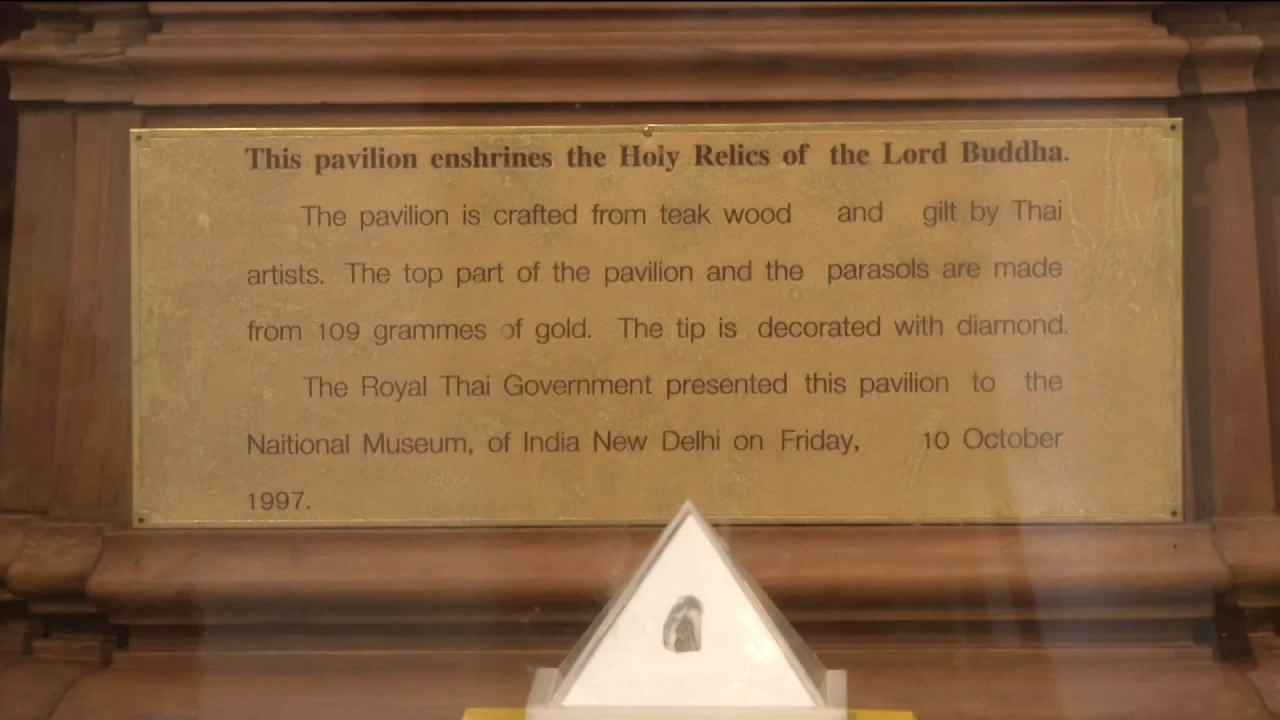 This pavilion enshrines the Holy Relics of the Lord Buddha.
The pavilion is crafted from teak wood and gilt by Thai
artists. The top part of the pavilion and the parasols are made
from 109 grammes of gold. The tip is decorated with diamond.
The Royal Thai Government presented this pavilion to the
Naitional Museum, of India New Delhi on Friday, 10 October
1997.